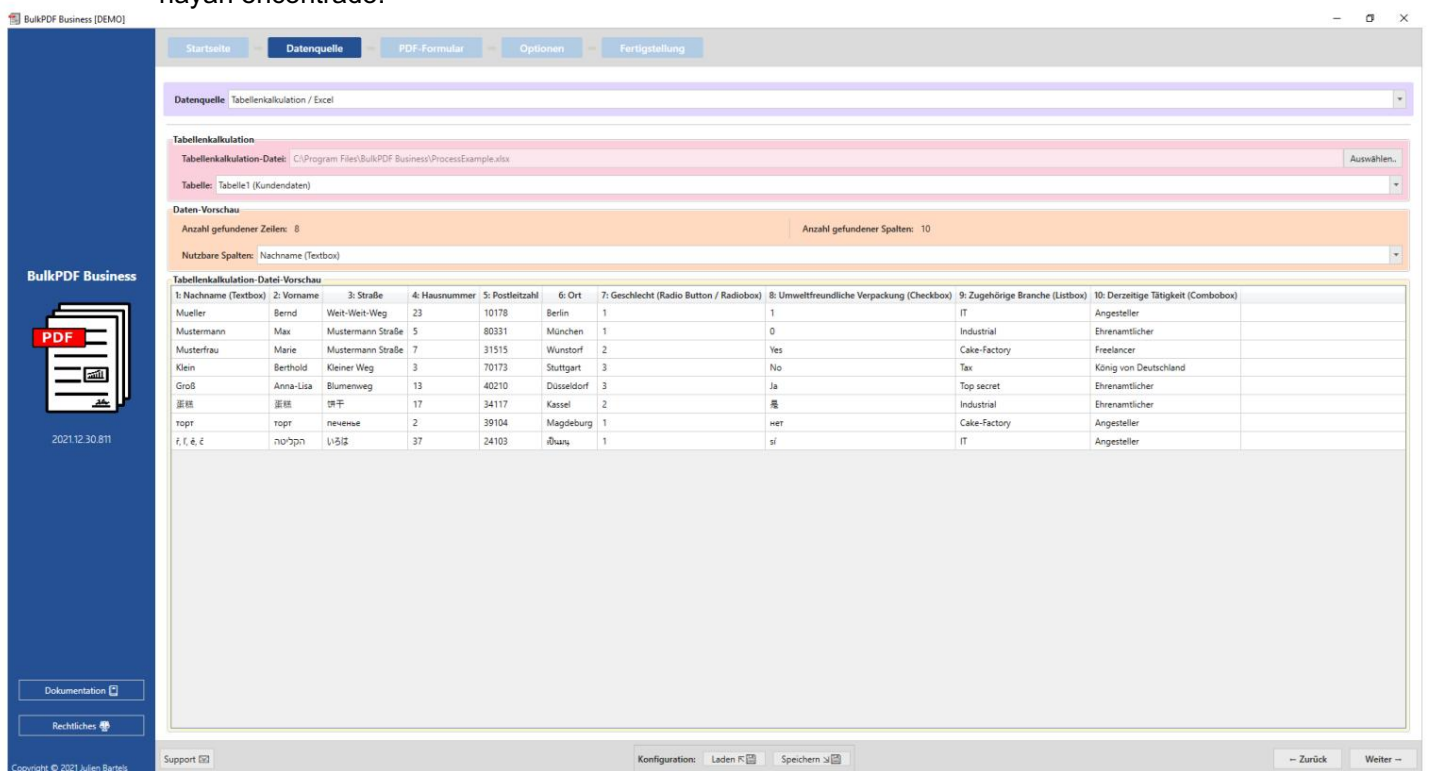 hayan encontrado.
BulkPDF Business [DEMO]
Startseite Datenquelle PDF-Formular Optionen Fertigstellung
Datenquelle Tabellenkalkulation / Excel
Tabellenkalkulation
Tabellenkalkulation-Datei: C:\Program Files\BulkPDF Business\ProcessExample.xlsx Auswählen..
Tabelle: Tabelle1 (Kundendaten)
Daten-Vorschau
Anzahl gefundener Zeilen: 8 Anzahl gefundener Spalten: 10
Nutzbare Spalten: Nachname (Textbox)
BulkPDF Business
PDF
2021.12.30.811
Tabellenkalkulation-Datei-Vorschau
1: Nachname (Textbox) 2: Vorname 3: Straße 4: Hausnummer 5: Postleitzahl 6: Ort 7: Geschlecht (Radio Button / Radiobox) 8: Umweltfreundliche Verpackung (Checkbox) 9: Zugehörige Branche (Listbox) 10: Derzeitige Tätigkeit (Combobox)
Mueller Bernd Weit-Weit-Weg 23 10178 Berlin 1 1 IT Angesteller
Mustermann Max Mustermann Straße 5 80331 München 1 0 Industrial Ehrenamtlicher
Musterfrau Marie Mustermann Straße 7 31515 Wunstorf 2 Yes Cake-Factory Freelancer
Klein Berthold Kleiner Weg 3 70173 Stuttgart 3 No Tax König von Deutschland
Groß Anna-Lisa Blumenweg 13 40210 Düsseldorf 3 Ja Top secret Ehrenamtlicher
蛋糕 蛋糕 饼干 17 34117 Kassel 2 是 Industrial Ehrenamtlicher
торт торт печенье 2 39104 Magdeburg 1 нет Cake-Factory Angesteller
הקליטה いろは 37 24103 1 sí IT Angesteller
Dokumentation
Rechtliches
Copyright © 2021 Julien Bartels
Support Konfiguration: Laden Speichern Zurück Weiter